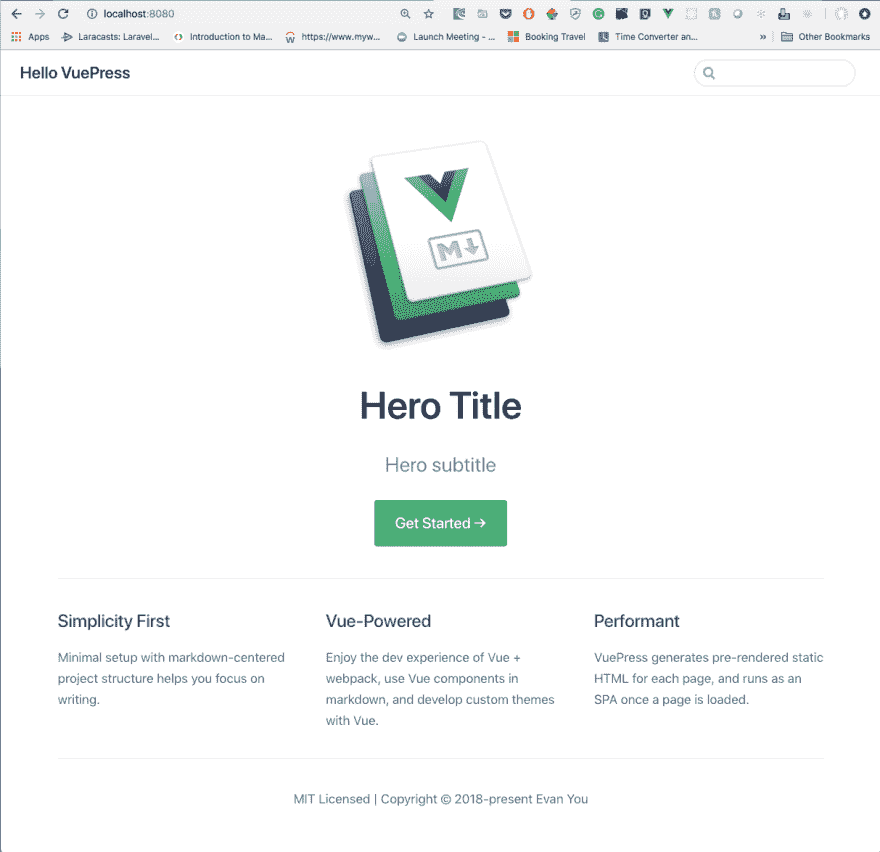 localhost:8080
Apps Laracasts: Laravel... Introduction to Ma... https://www.myw... Launch Meeting - ... Booking Travel Time Converter an... » Other Bookmarks
Hello VuePress
M
Hero Title
Hero subtitle
Get Started →
Simplicity First
Minimal setup with markdown-centered
project structure helps you focus on
writing.
Vue-Powered
Enjoy the dev experience of Vue +
webpack, use Vue components in
markdown, and develop custom themes
with Vue.
Performant
VuePress generates pre-rendered static
HTML for each page, and runs as an
SPA once a page is loaded.
MIT Licensed | Copyright © 2018-present Evan You